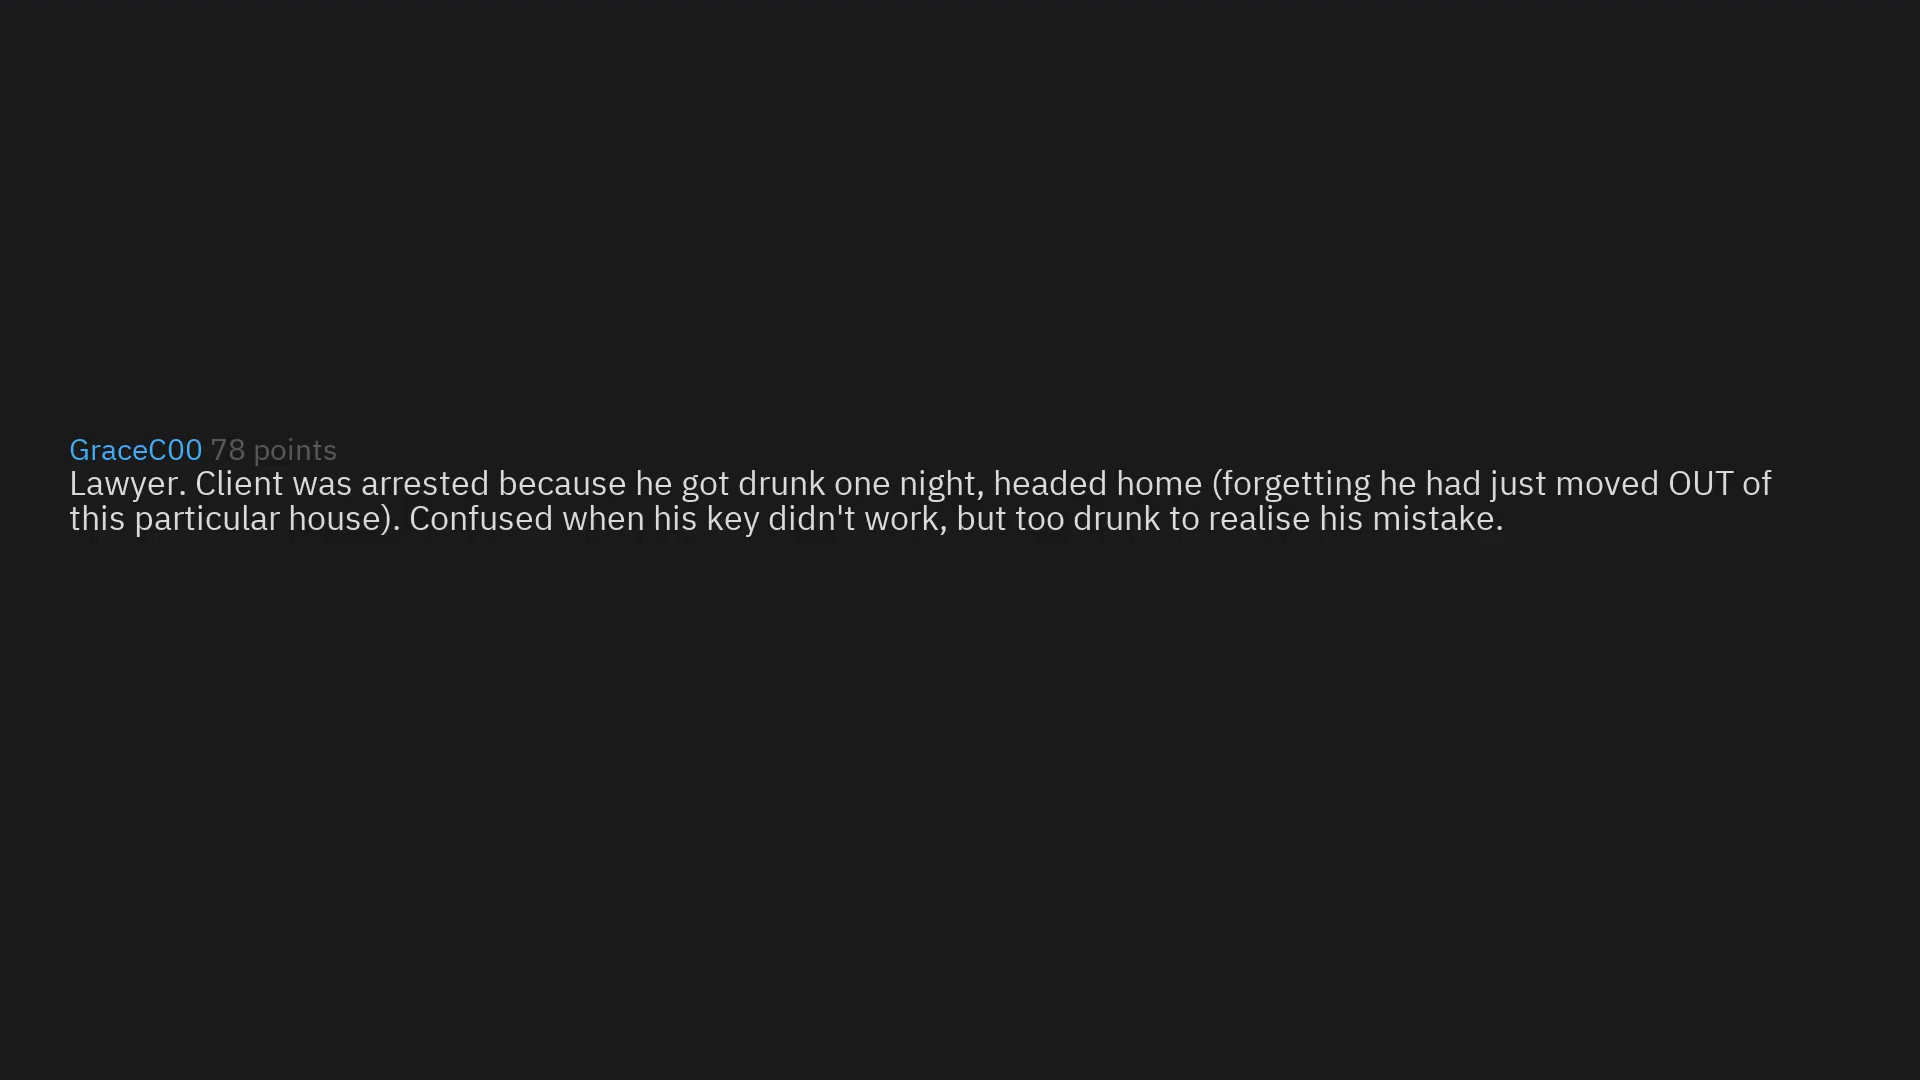 GraceC00 78 points
Lawyer. Client was arrested because he got drunk one night, headed home (forgetting he had just moved OUT of
this particular house). Confused when his key didn't work, but too drunk to realise his mistake.